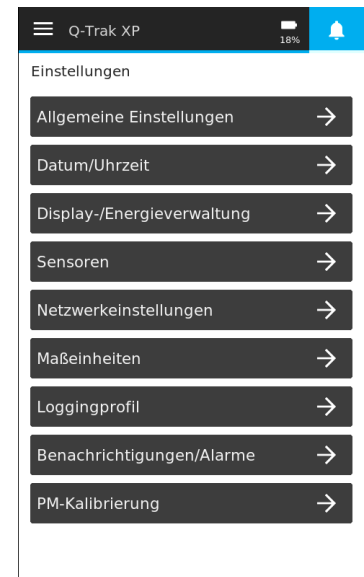 Q-Trak XP
18%
Einstellungen
Allgemeine Einstellungen
Datum/Uhrzeit
Display-/Energieverwaltung
Sensoren
Netzwerkeinstellungen
Maßeinheiten
Loggingprofil
Benachrichtigungen/Alarme
PM-Kalibrierung